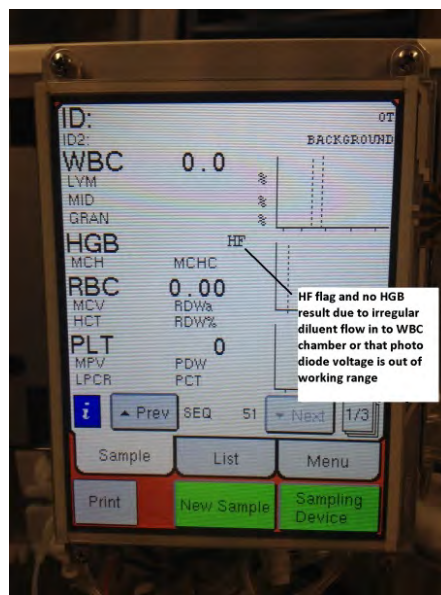 ID:
OT
ID2:
BACKGROUND
WBC 0.0
LYM %
MID %
GRAN %
HGB HF
MCH MCHC
RBC 0.00
MCV RDWa
HCT RDW%
PLT 0
MPV PDW
LPCR PCT
HF flag and no HGB
result due to irregular
diluent flow in to WBC
chamber or that photo
diode voltage is out of
working range
i Prev SEQ 51 Next 1/3
Sample List Menu
Print New Sample Sampling
Device